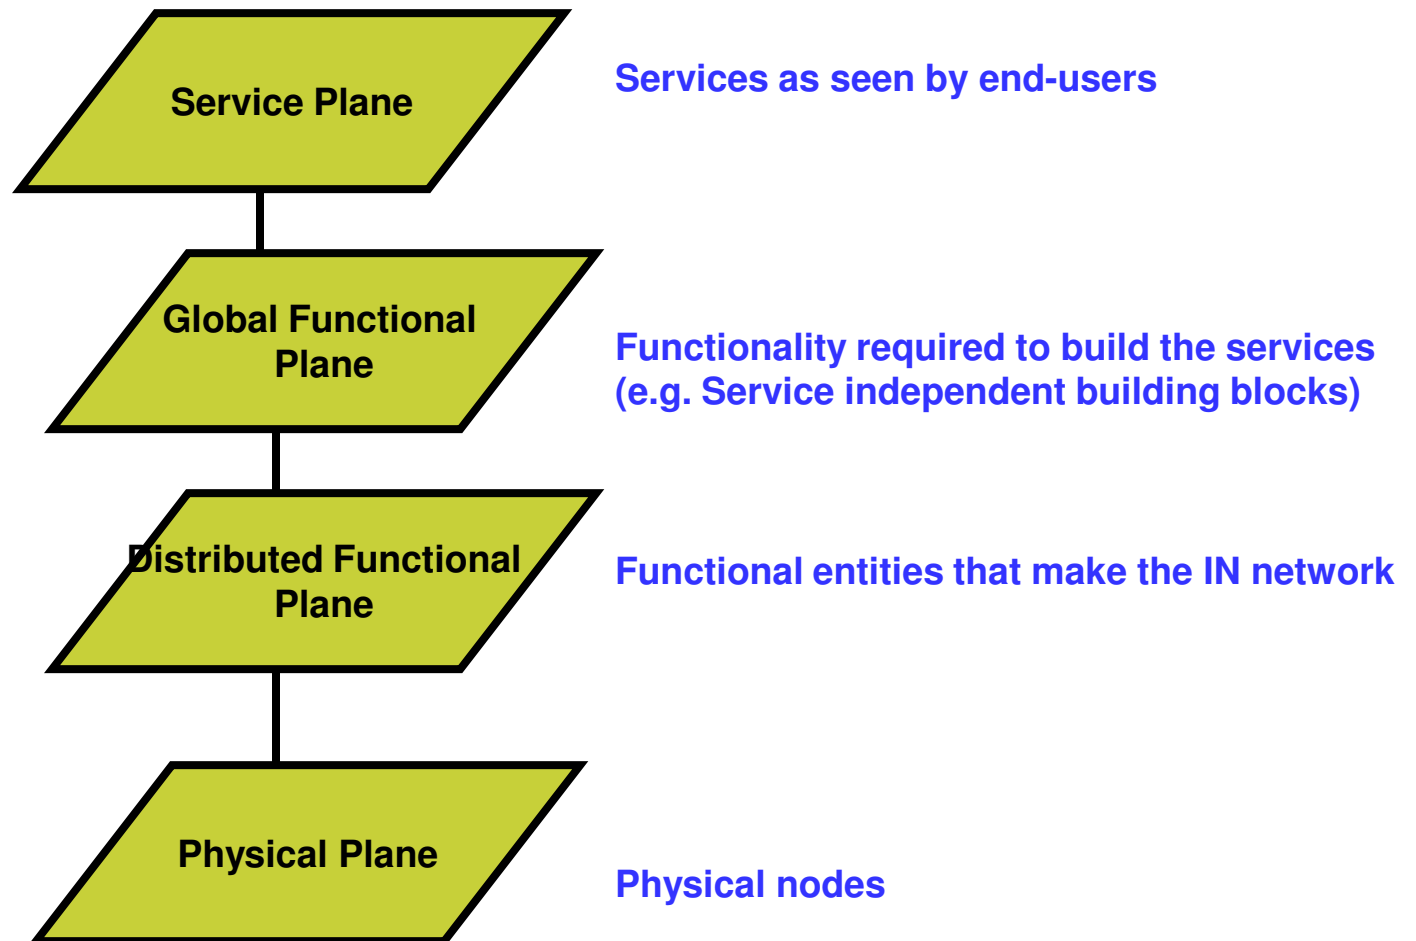 Service Plane
Services as seen by end-users
Global Functional
Plane
Functionality required to build the services
(e.g. Service independent building blocks)
Distributed Functional
Plane
Functional entities that make the IN network
Physical Plane
Physical nodes